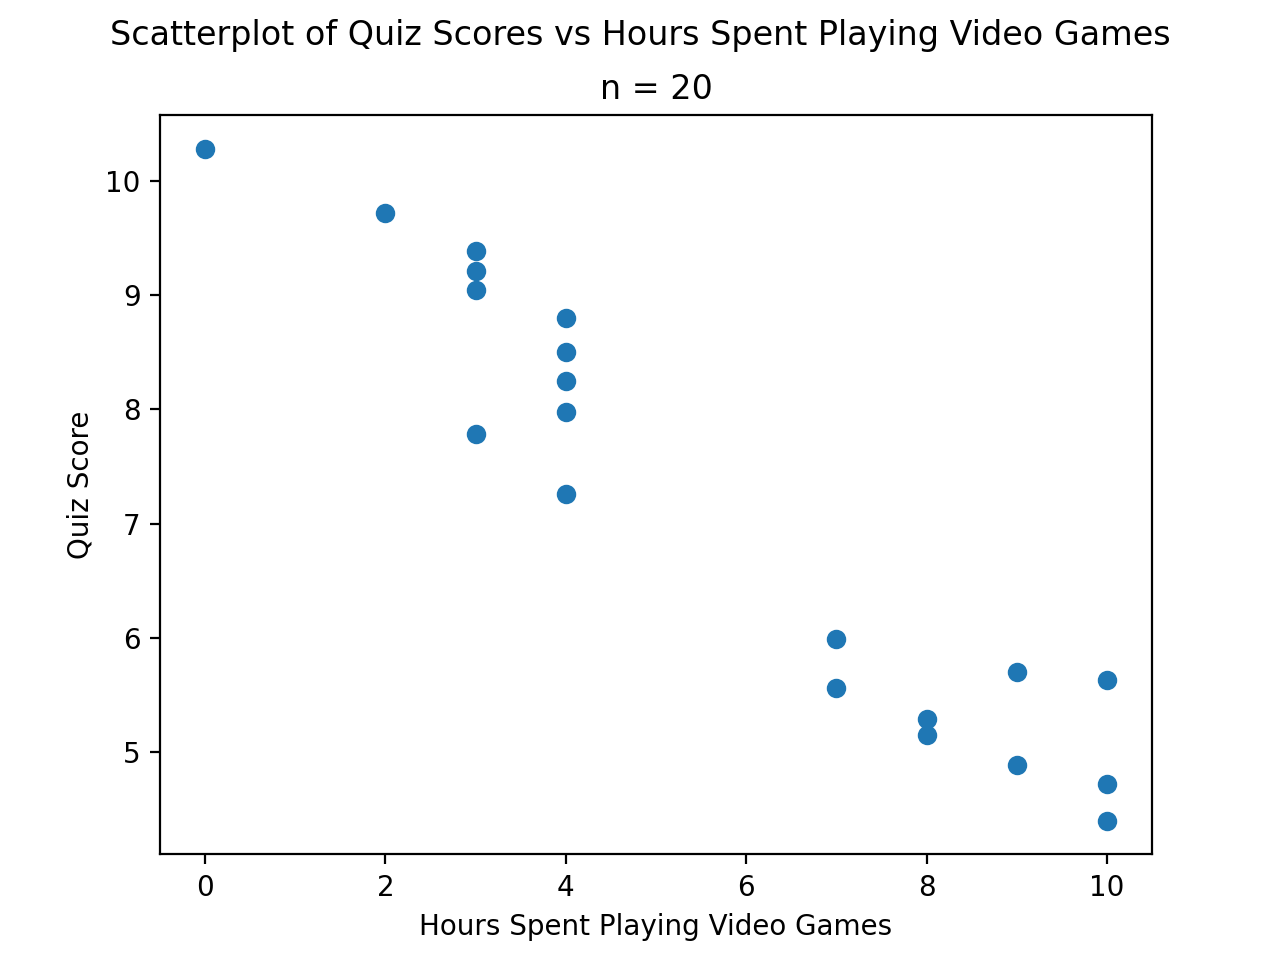 Scatterplot of Quiz Scores vs Hours Spent Playing Video Games
n = 20
10
9
8
7
6
5
Quiz Score
0 2 4 6 8 10
Hours Spent Playing Video Games